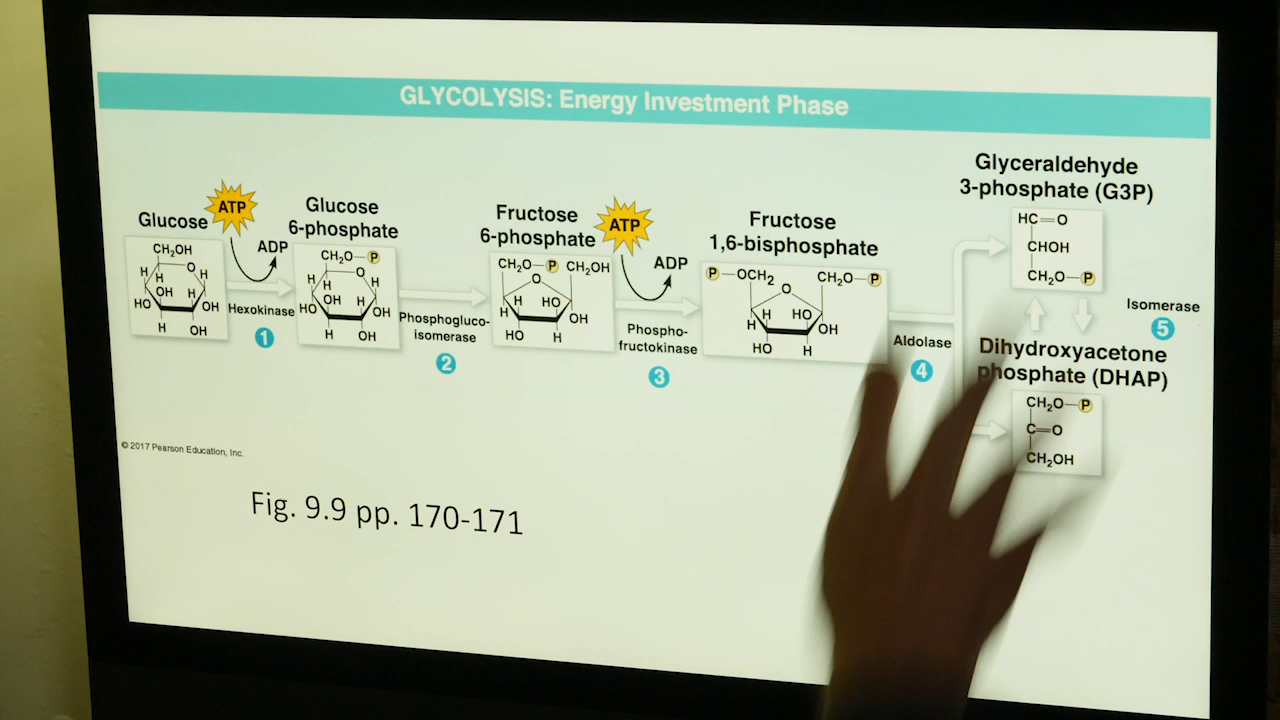 GLYCOLYSIS: Energy Investment Phase
Glucose
ATP
ADP
CH₂OH
O
H
H
H
OH
H
HO
OH
H
OH
Hexokinase
1
Glucose
6-phosphate
CH₂O—P
O
H
H
H
OH
H
HO
OH
H
OH
Phosphogluco-
isomerase
2
Fructose
6-phosphate
CH₂O—P
CH₂OH
O
H
HO
H
OH
HO
H
ATP
ADP
Phospho-
fructokinase
3
Fructose
1,6-bisphosphate
P—OCH₂
CH₂O—P
O
H
HO
H
OH
HO
H
Aldolase
4
Glyceraldehyde
3-phosphate (G3P)
HC=O
CHOH
CH₂O—P
Isomerase
5
Dihydroxyacetone
phosphate (DHAP)
CH₂O—P
C=O
CH₂OH
© 2017 Pearson Education, Inc.
Fig. 9.9 pp. 170-171